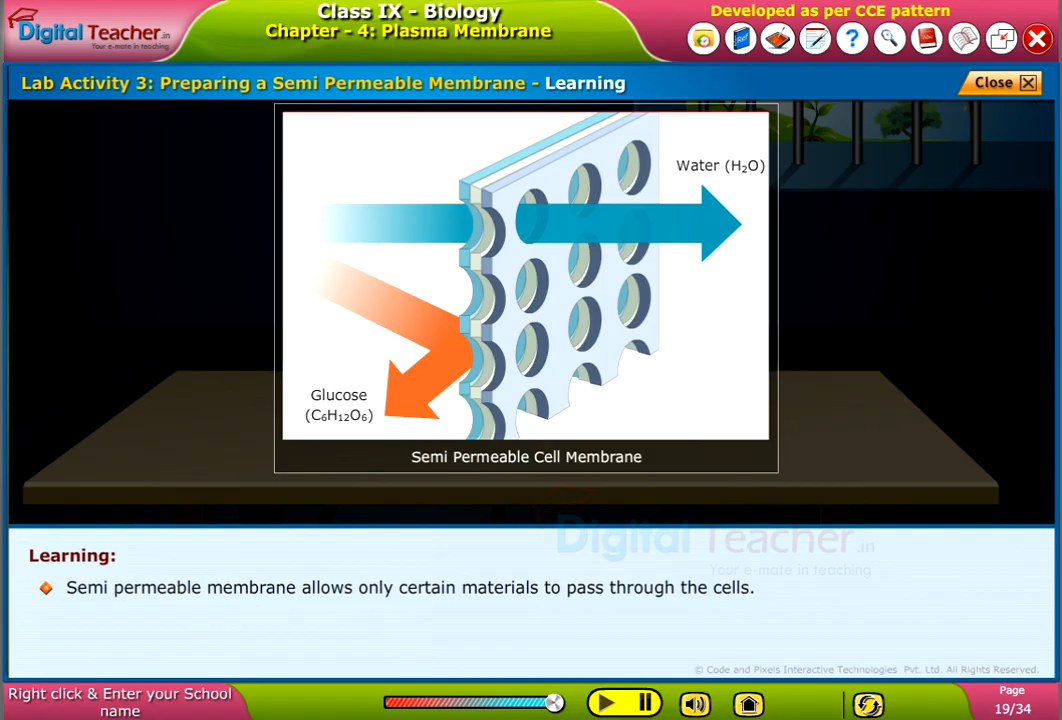 Digital Teacher.in
Your e-mate in teaching
Class IX - Biology
Chapter - 4: Plasma Membrane
Developed as per CCE pattern
Ref
?
Lab Activity 3: Preparing a Semi Permeable Membrane - Learning
Close
Water (H₂O)
Glucose
(C₆H₁₂O₆)
Semi Permeable Cell Membrane
Digital Teacher.in
Your e-mate in teaching
Learning:
Semi permeable membrane allows only certain materials to pass through the cells.
© Code and Pixels Interactive Technologies Pvt. Ltd. All Rights Reserved.
Right click & Enter your School
name
Page
19/34